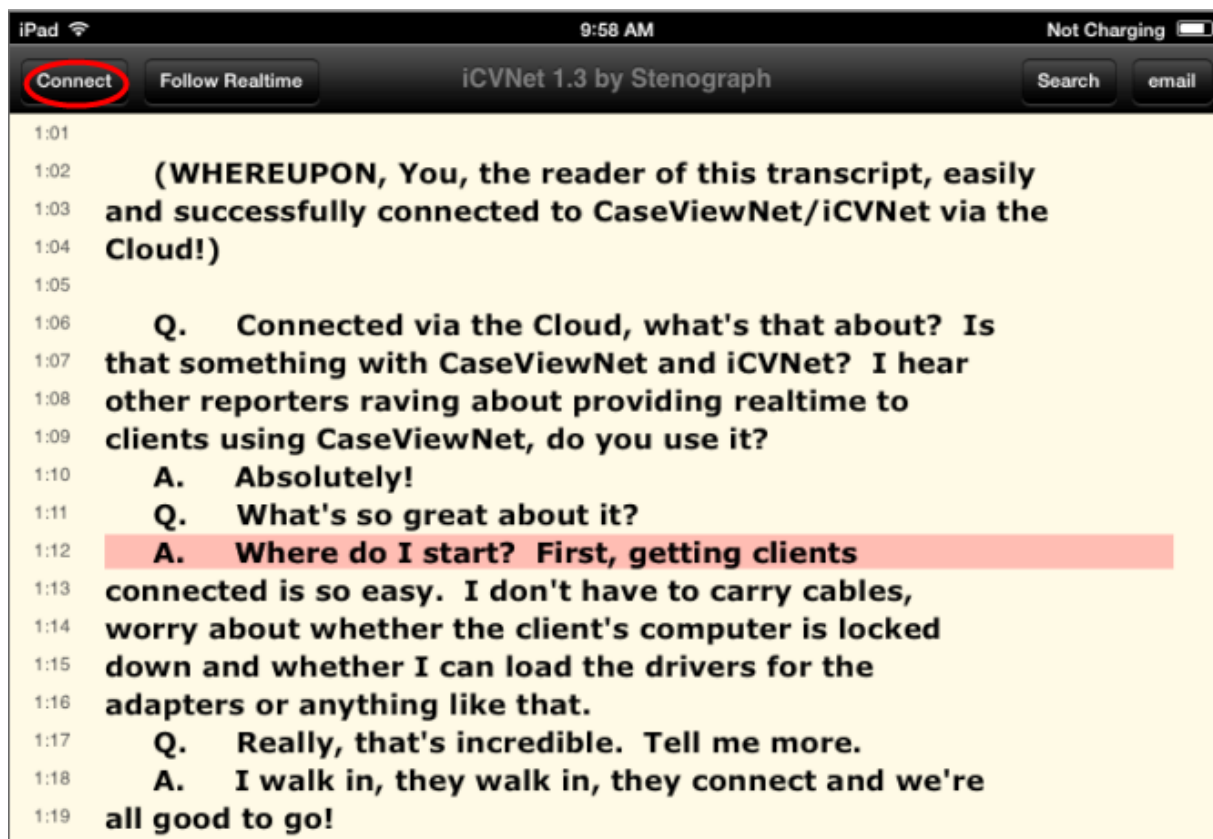 iPad 9:58 AM Not Charging
Connect Follow Realtime iCVNet 1.3 by Stenograph Search email
1:01
1:02 (WHEREUPON, You, the reader of this transcript, easily
1:03 and successfully connected to CaseViewNet/iCVNet via the
1:04 Cloud!)
1:05
1:06 Q. Connected via the Cloud, what's that about? Is
1:07 that something with CaseViewNet and iCVNet? I hear
1:08 other reporters raving about providing realtime to
1:09 clients using CaseViewNet, do you use it?
1:10 A. Absolutely!
1:11 Q. What's so great about it?
1:12 A. Where do I start? First, getting clients
1:13 connected is so easy. I don't have to carry cables,
1:14 worry about whether the client's computer is locked
1:15 down and whether I can load the drivers for the
1:16 adapters or anything like that.
1:17 Q. Really, that's incredible. Tell me more.
1:18 A. I walk in, they walk in, they connect and we're
1:19 all good to go!